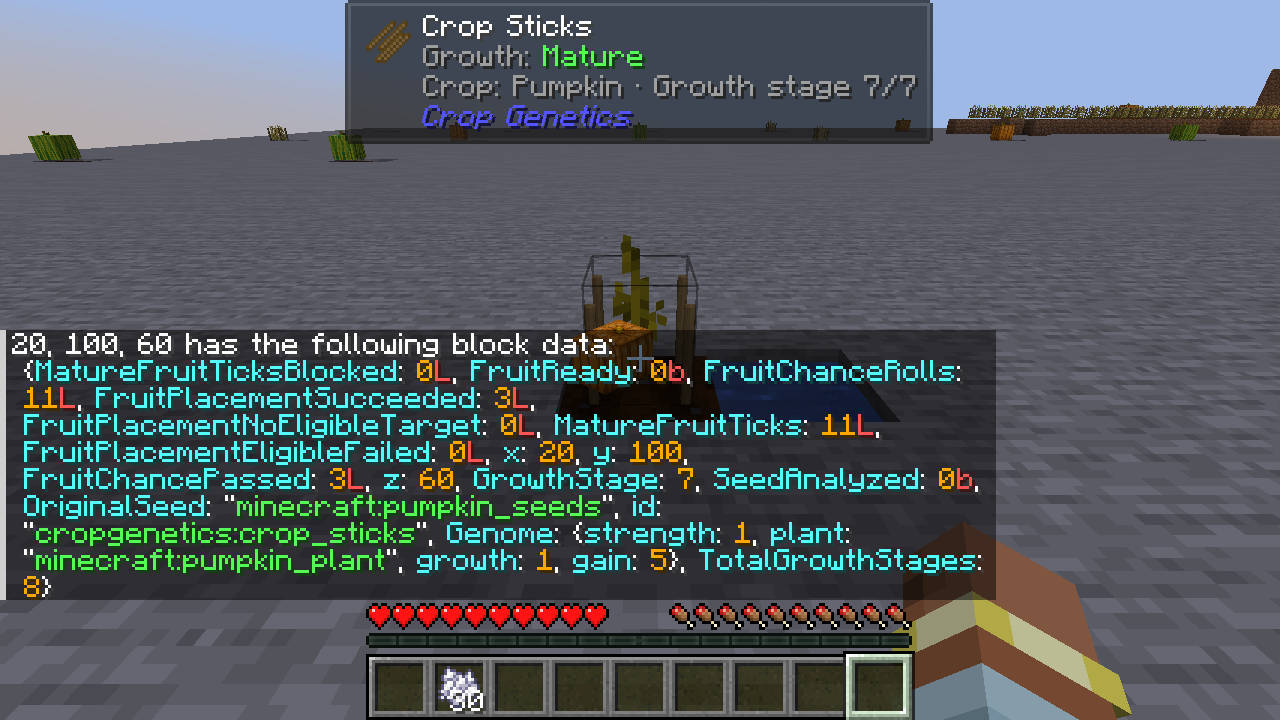 Crop Sticks
Growth: Mature
Crop: Pumpkin · Growth stage 7/7
Crop Genetics
20, 100, 60 has the following block data:
{MatureFruitTicksBlocked: 0L, FruitReady: 0b, FruitChanceRolls:
11L, FruitPlacementSucceeded: 3L,
FruitPlacementNoEligibleTarget: 0L, MatureFruitTicks: 11L,
FruitPlacementEligibleFailed: 0L, x: 20, y: 100,
FruitChancePassed: 3L, z: 60, GrowthStage: 7, SeedAnalyzed: 0b,
OriginalSeed: "minecraft:pumpkin_seeds", id:
"cropgenetics:crop_sticks", Genome: {strength: 1, plant:
"minecraft:pumpkin_plant", growth: 1, gain: 5}, TotalGrowthStages:
8}